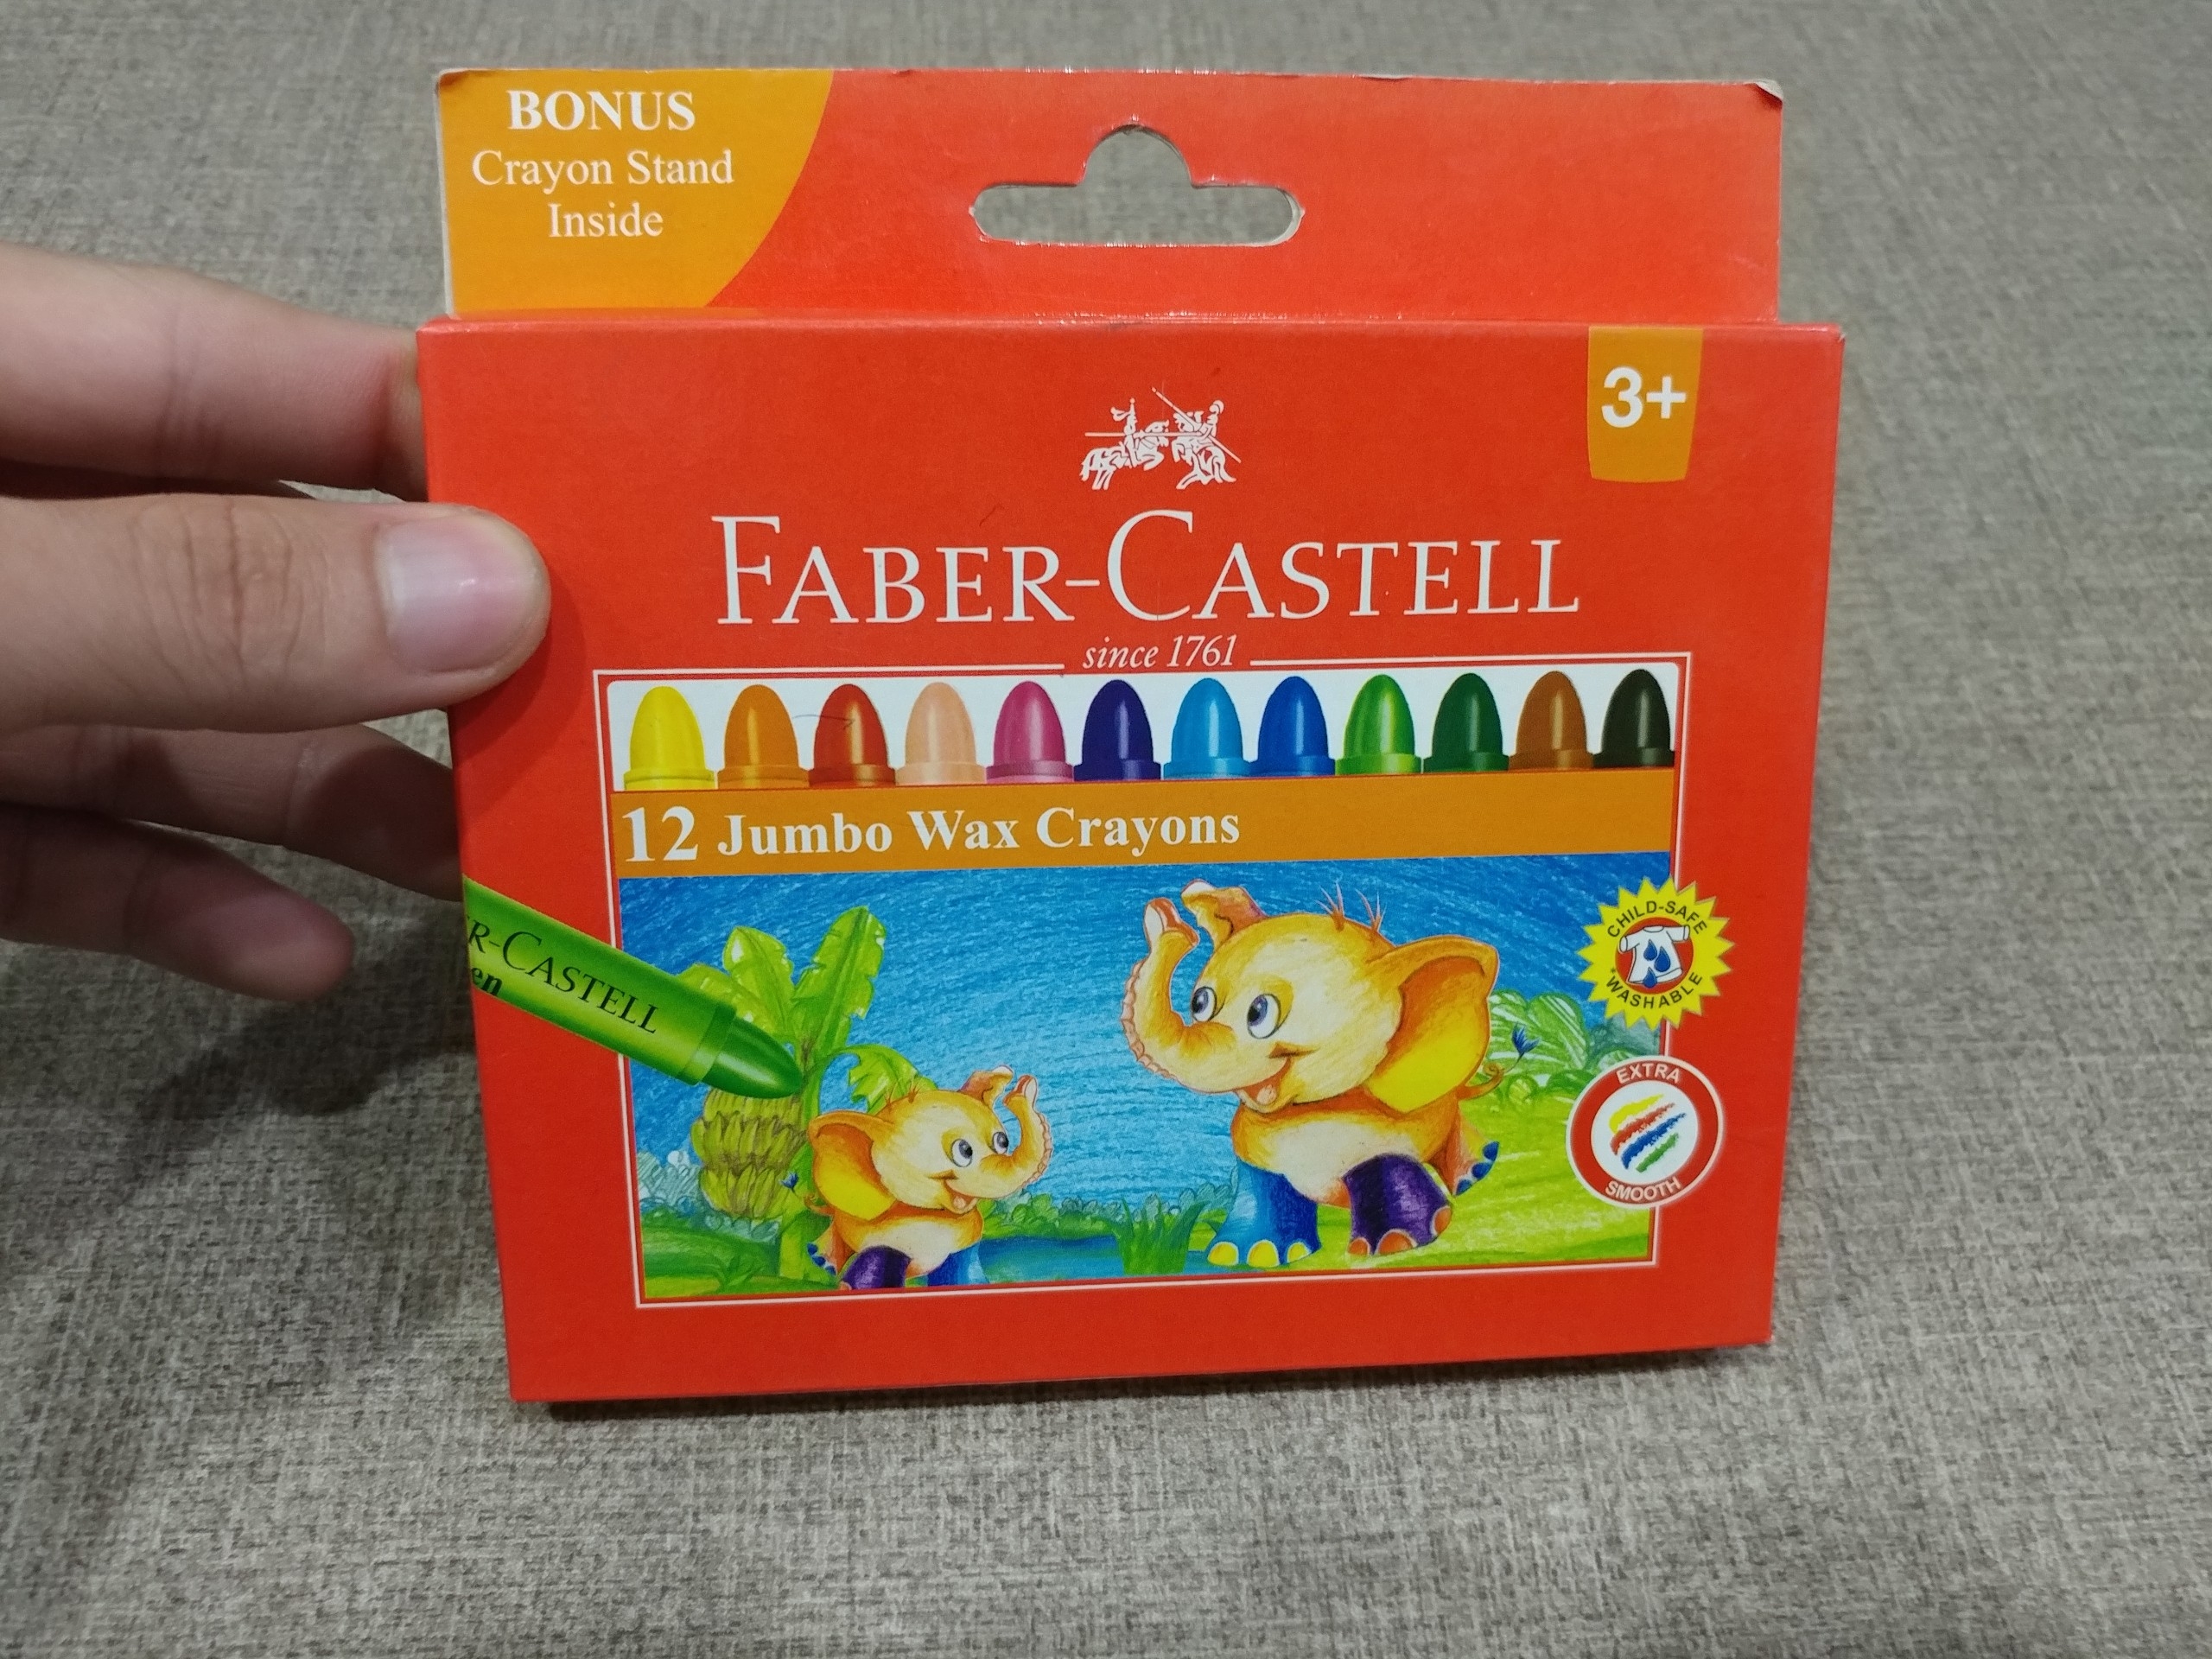 BONUS
Crayon Stand
Inside
3+
FABER-CASTELL
since 1761
12 Jumbo Wax Crayons
R-CASTELL
en
CHILD-SAFE
*WASHABLE
EXTRA
SMOOTH